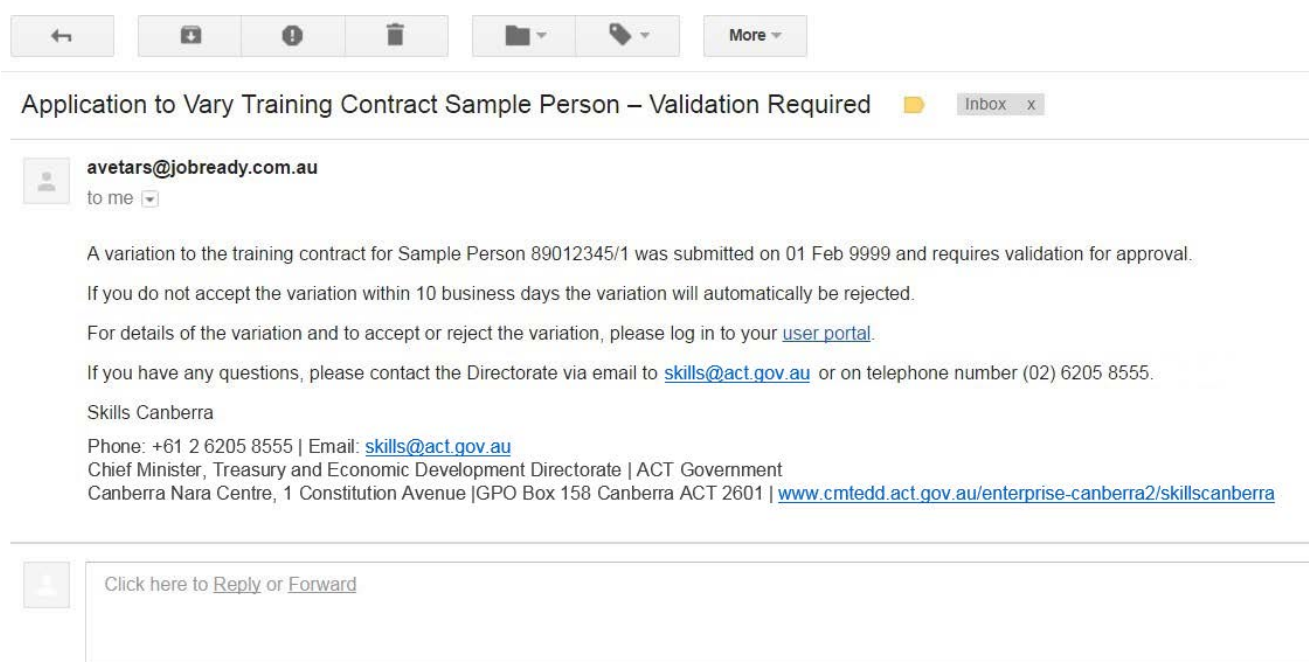 More
Application to Vary Training Contract Sample Person – Validation Required Inbox x
avetars@jobready.com.au
to me
A variation to the training contract for Sample Person 89012345/1 was submitted on 01 Feb 9999 and requires validation for approval.
If you do not accept the variation within 10 business days the variation will automatically be rejected.
For details of the variation and to accept or reject the variation, please log in to your user portal.
If you have any questions, please contact the Directorate via email to skills@act.gov.au or on telephone number (02) 6205 8555.
Skills Canberra
Phone: +61 2 6205 8555 | Email: skills@act.gov.au
Chief Minister, Treasury and Economic Development Directorate | ACT Government
Canberra Nara Centre, 1 Constitution Avenue |GPO Box 158 Canberra ACT 2601 | www.cmtedd.act.gov.au/enterprise-canberra2/skillscanberra
Click here to Reply or Forward